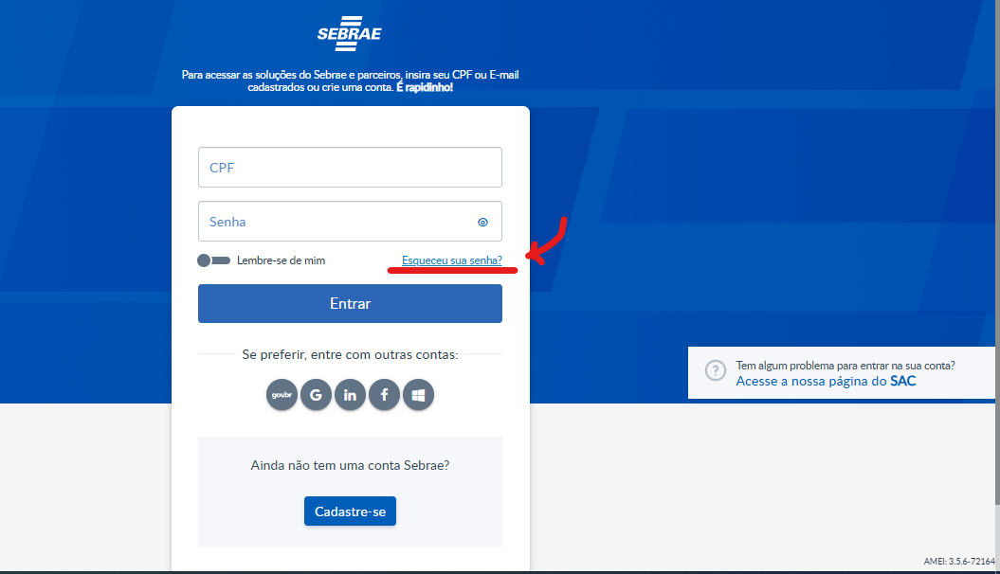 SEBRAE
Para acessar as soluções do Sebrae e parceiros, insira seu CPF ou E-mail
cadastrados ou crie uma conta. É rapidinho!
CPF
Senha
Lembre-se de mim
Esqueceu sua senha?
Entrar
Se preferir, entre com outras contas:
gov.br
G
in
f
Ainda não tem uma conta Sebrae?
Cadastre-se
?
Tem algum problema para entrar na sua conta?
Acesse a nossa página do SAC
AMEI: 3.5.6-72164